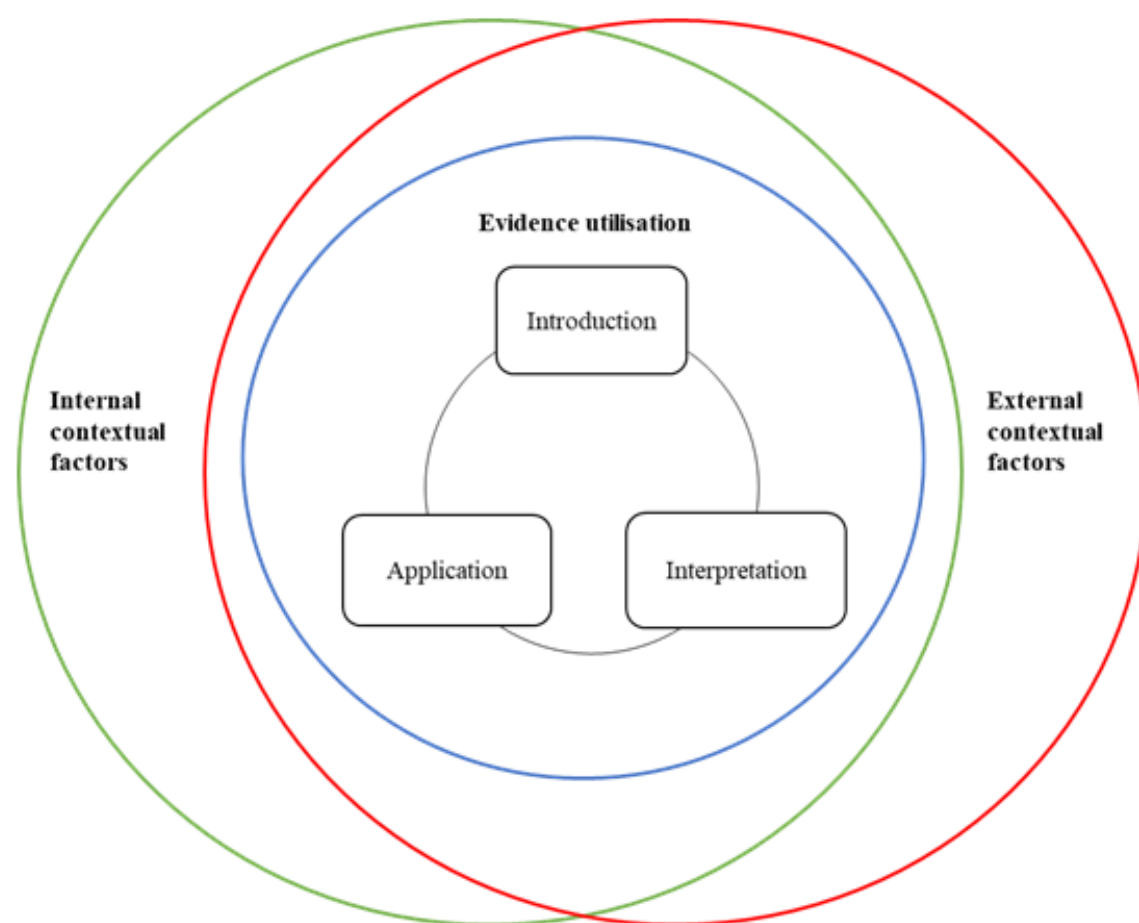 Evidence utilisation
Introduction
Internal
contextual
factors
External
contextual
factors
Application
Interpretation